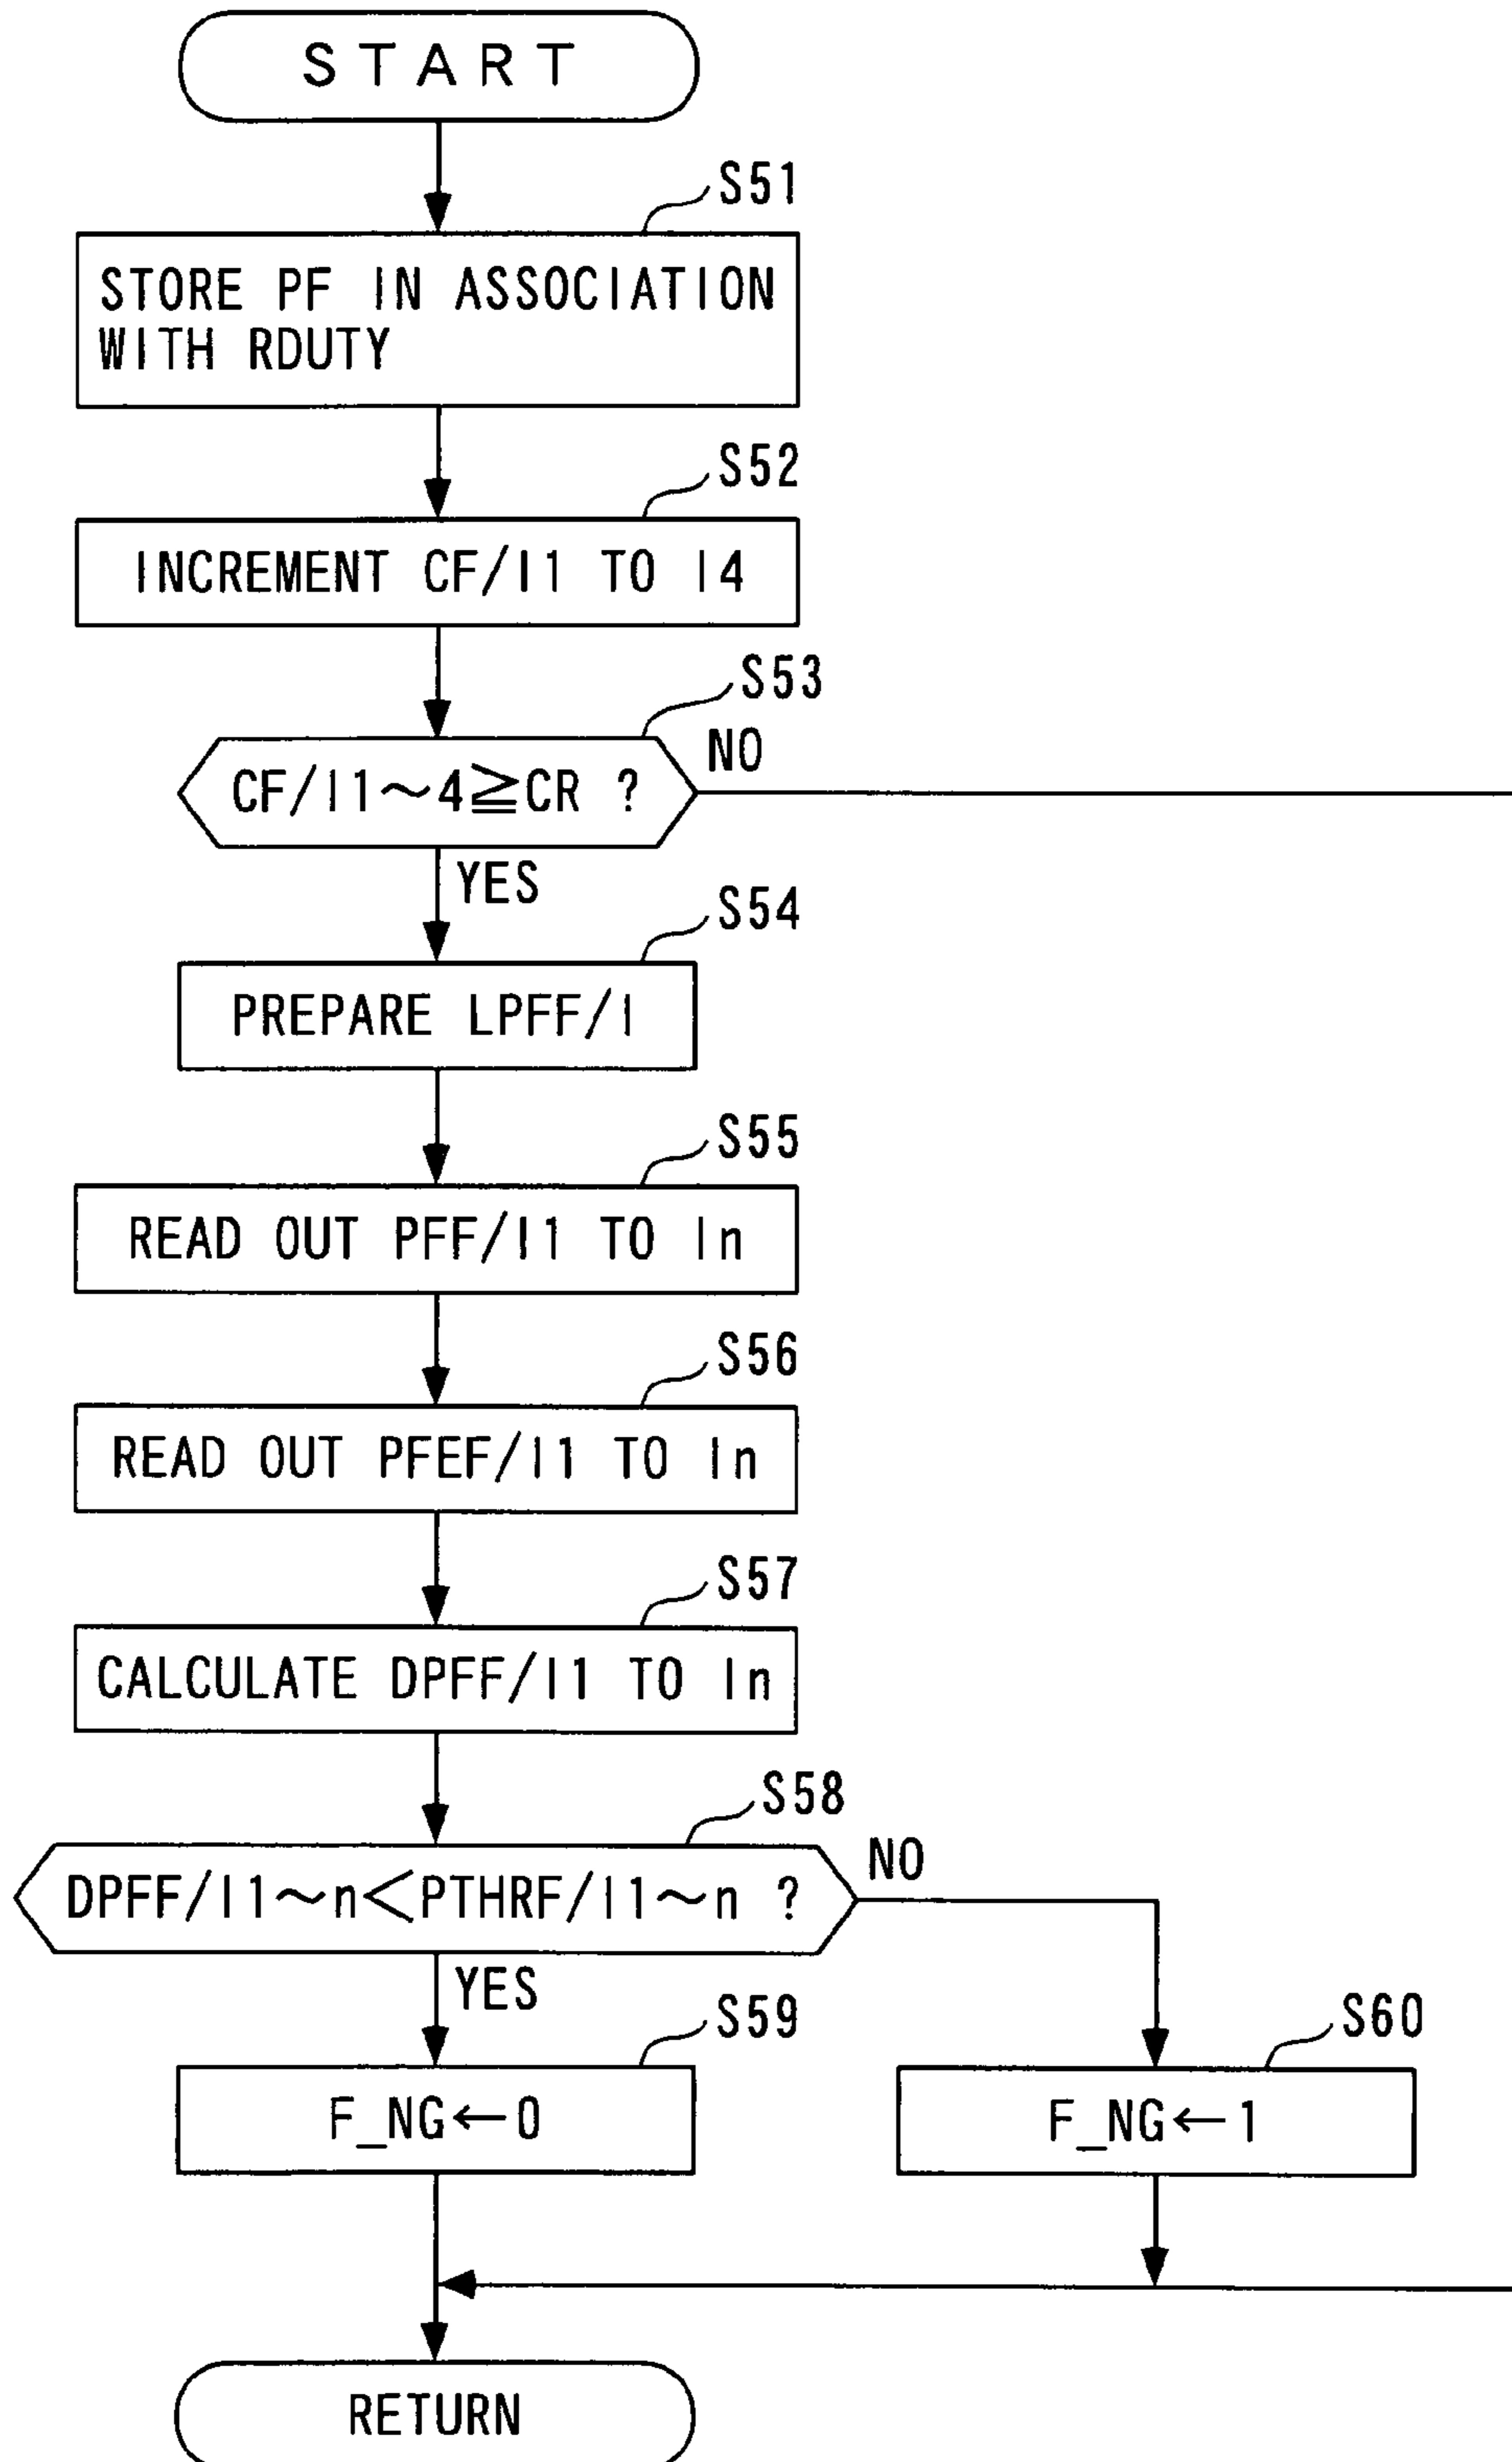 START
S51
STORE PF IN ASSOCIATION
WITH RDUTY
S52
INCREMENT CF/I1 TO I4
S53
CF/I1～4≧CR ?
NO
YES
S54
PREPARE LPFF/I
S55
READ OUT PFF/I1 TO In
S56
READ OUT PFEF/I1 TO In
S57
CALCULATE DPFF/I1 TO In
S58
DPFF/I1～n<PTHRF/I1～n ?
NO
YES
S59
F_NG←0
S60
F_NG←1
RETURN